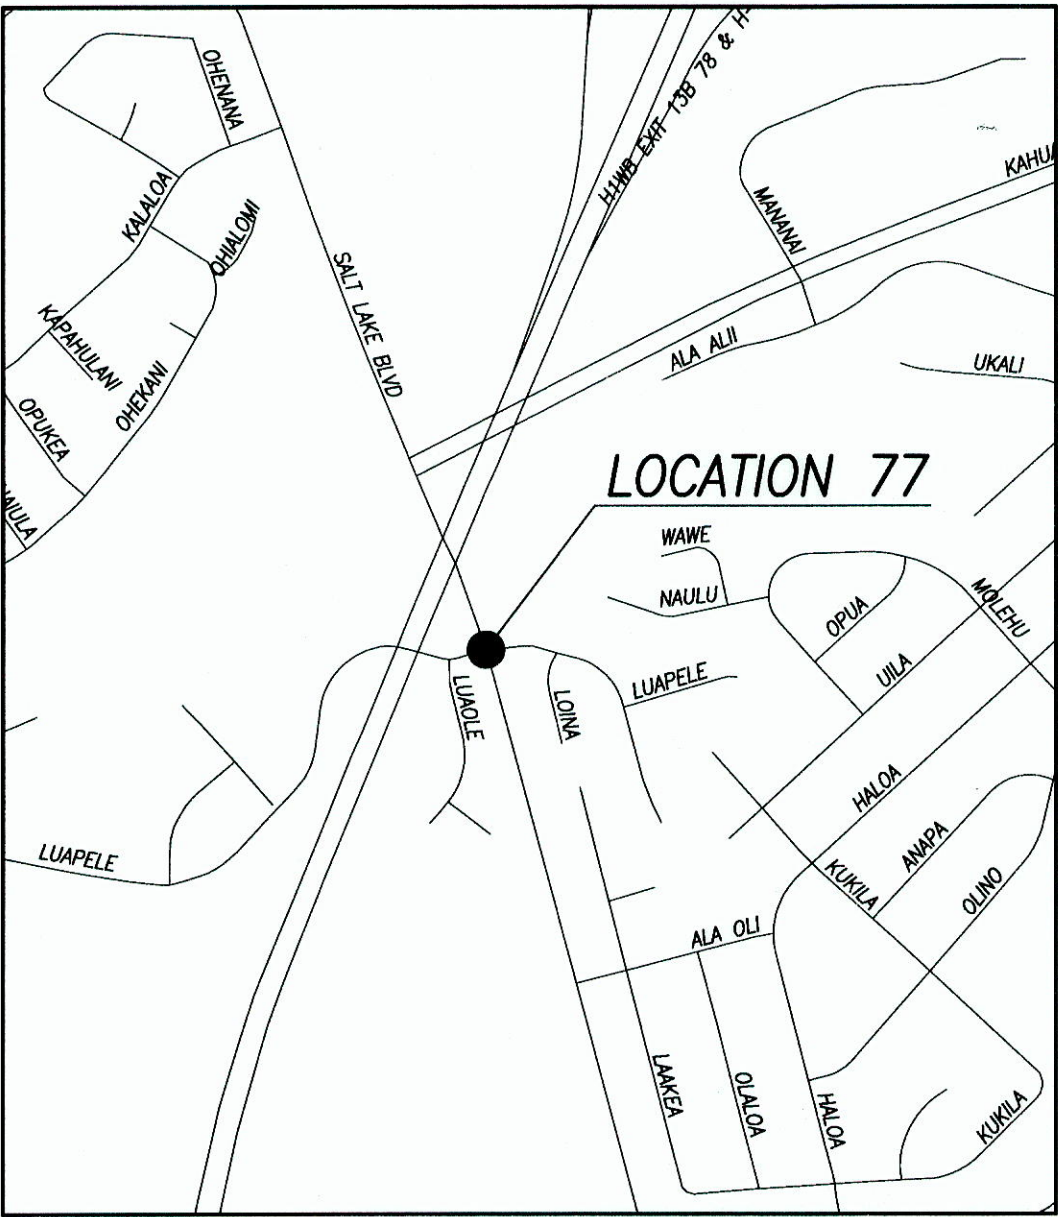 OHENANA
H1WB EXIT 13B 78 & H-
KAHUA
KALALOA
OHIALOMI
MANANAI
SALT LAKE BLVD
KAPAHULANI
ALA ALII
UKALI
OHEKANI
OPUKEA
LOCATION 77
WAWE
NAULU
OPUA
MOLEHU
UILA
LUAPELE
LUAOLE
LOINA
HALOA
ANAPA
LUAPELE
KUKILA
OLINO
ALA OLI
LAAKEA
OLALOA
HALOA
KUKILA